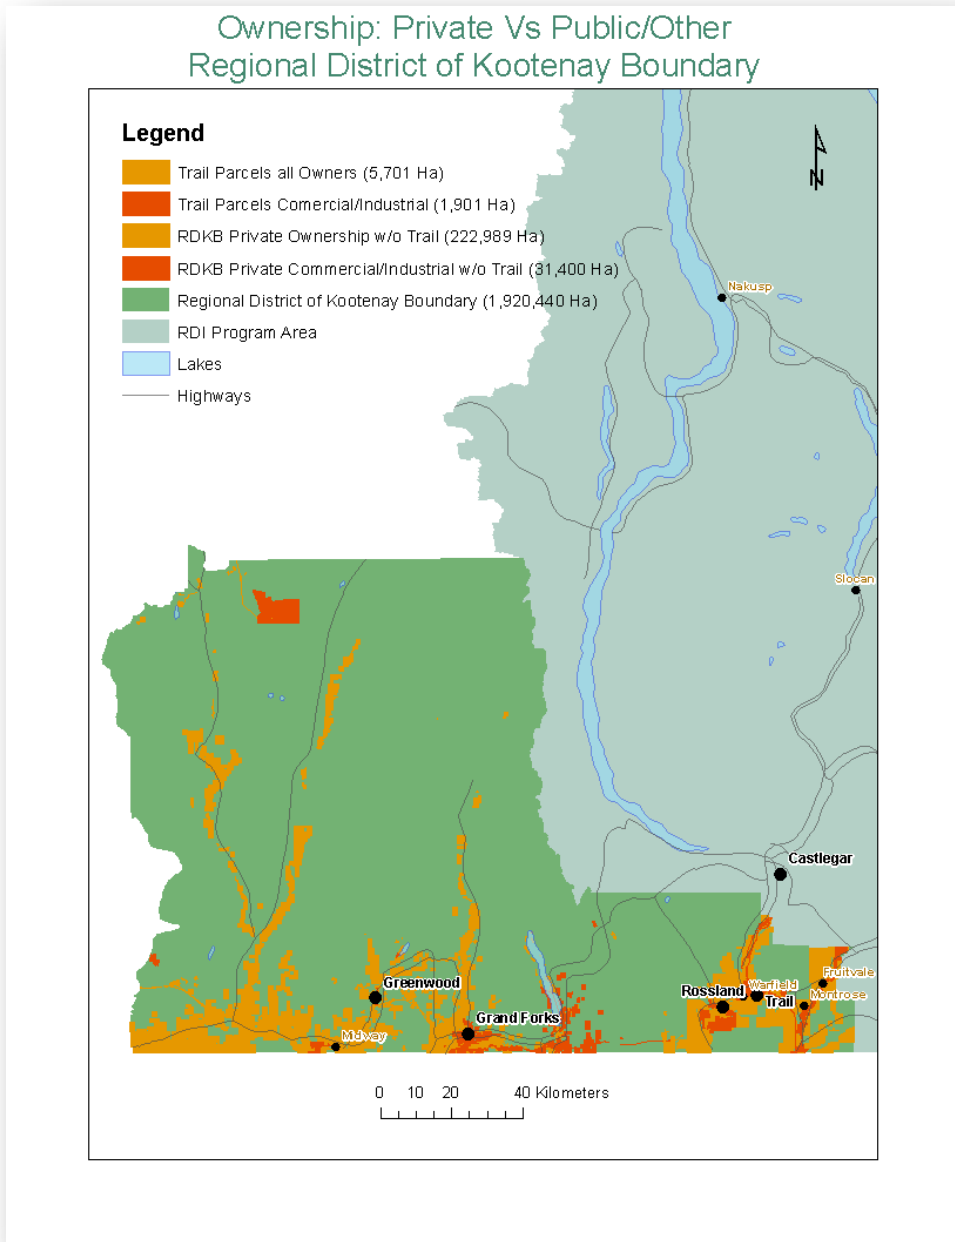 Ownership: Private Vs Public/Other
Regional District of Kootenay Boundary
Legend
Trail Parcels all Owners (5,701 Ha)
Trail Parcels Comercial/Industrial (1,901 Ha)
RDKB Private Ownership w/o Trail (222,989 Ha)
RDKB Private Commercial/Industrial w/o Trail (31,400 Ha)
Regional District of Kootenay Boundary (1,920,440 Ha)
RDI Program Area
Lakes
Highways
N
Nakusp
Slocan
Castlegar
Fruitvale
Greenwood
Rossland
Warfield
Trail
Montrose
Grand Forks
Midway
0 10 20 40 Kilometers